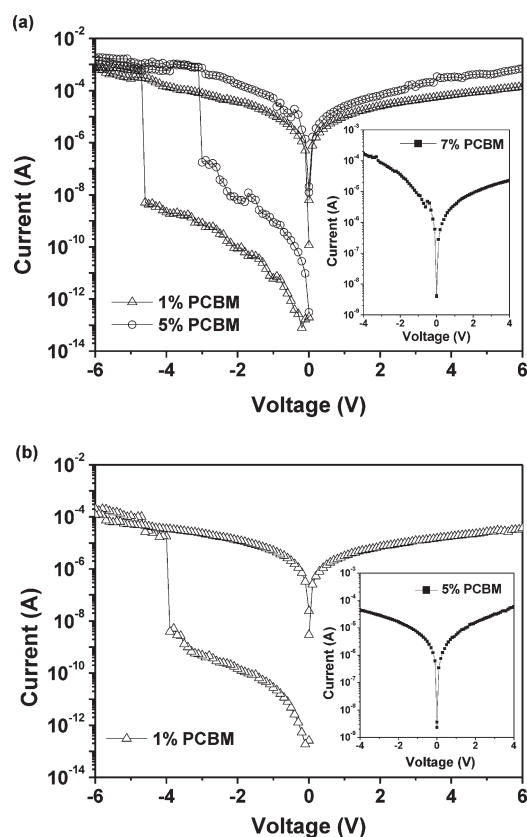 (a)
10^-2
10^-4
10^-6
10^-8
10^-10
10^-12
10^-14
Current (A)
1% PCBM
5% PCBM
-6 -4 -2 0 2 4 6
Voltage (V)
10^-3
10^-4
10^-5
10^-6
10^-7
10^-8
10^-9
Current (A)
7% PCBM
-4 -2 0 2 4
Voltage (V)
(b)
10^-2
10^-4
10^-6
10^-8
10^-10
10^-12
10^-14
Current (A)
1% PCBM
-6 -4 -2 0 2 4 6
Voltage (V)
10^-3
10^-4
10^-5
10^-6
10^-7
10^-8
10^-9
Current (A)
5% PCBM
-4 -2 0 2 4
Voltage (V)